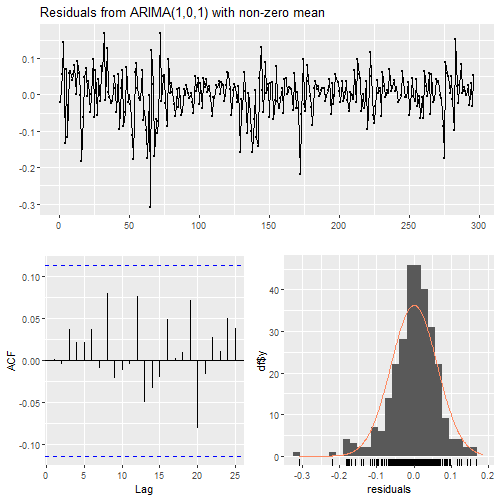 Residuals from ARIMA(1,0,1) with non-zero mean
0.1
0.0
-0.1
-0.2
-0.3
0 50 100 150 200 250 300
ACF
0.10
0.05
0.00
-0.05
-0.10
0 5 10 15 20 25
Lag
df$y
40
30
20
10
0
-0.3 -0.2 -0.1 0.0 0.1 0.2
residuals